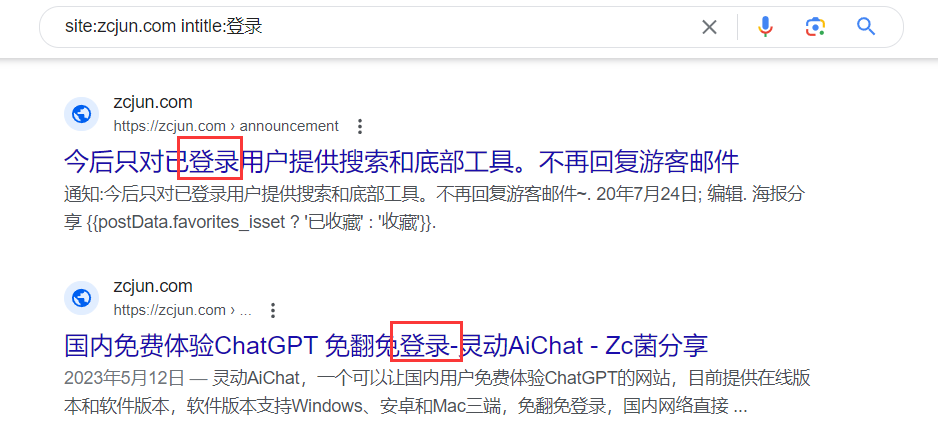 site:zcjun.com intitle:登录
zcjun.com
https://zcjun.com › announcement
今后只对已登录用户提供搜索和底部工具。不再回复游客邮件
通知:今后只对已登录用户提供搜索和底部工具。不再回复游客邮件~. 20年7月24日; 编辑. 海报分
享 {{postData.favorites_isset ? '已收藏' : '收藏'}}.
zcjun.com
https://zcjun.com › ...
国内免费体验ChatGPT 免翻免登录-灵动AiChat - Zc菌分享
2023年5月12日 — 灵动AiChat，一个可以让国内用户免费体验ChatGPT的网站，目前提供在线版
本和软件版本，软件版本支持Windows、安卓和Mac三端，免翻免登录，国内网络直接 ...